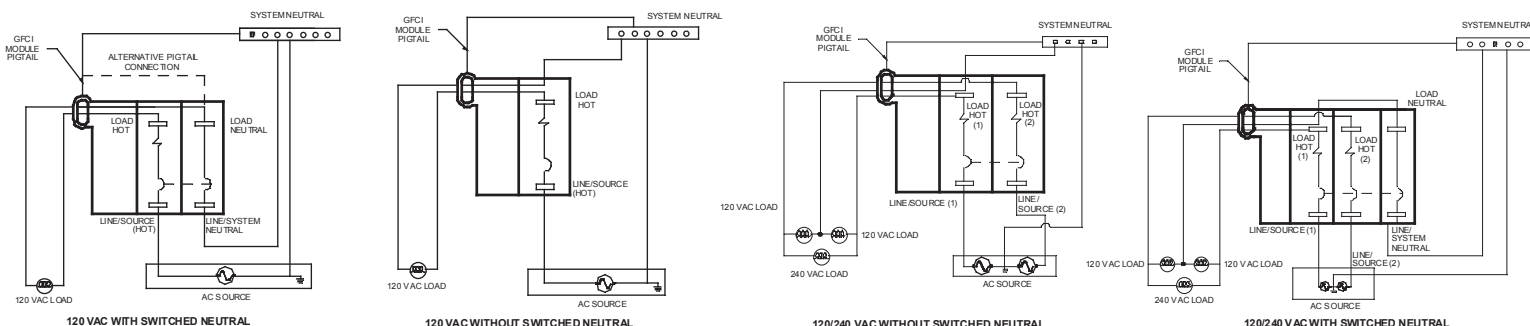 GFCI
MODULE
PIGTAIL
SYSTEM NEUTRAL
ALTERNATIVE PIGTAIL
CONNECTION
LOAD
HOT
LOAD
NEUTRAL
LINE/SOURCE
(HOT)
LINE/SYSTEM
NEUTRAL
120 VAC LOAD
AC SOURCE
120 VAC WITH SWITCHED NEUTRAL
GFCI
MODULE
PIGTAIL
SYSTEM NEUTRAL
LOAD
HOT
LINE/SOURCE
(HOT)
120 VAC LOAD
AC SOURCE
120 VAC WITHOUT SWITCHED NEUTRAL
GFCI
MODULE
PIGTAIL
SYSTEM NEUTRAL
LOAD
HOT
(1)
LOAD
HOT
(2)
LINE/SOURCE (1)
LINE/
SOURCE (2)
120 VAC LOAD
120 VAC LOAD
240 VAC LOAD
AC SOURCE
120/240 VAC WITHOUT SWITCHED NEUTRAL
GFCI
MODULE
PIGTAIL
SYSTEM NEUTRAL
LOAD
NEUTRAL
LOAD
HOT
(1)
LOAD
HOT
(2)
LINE/SOURCE (1)
LINE/
SYSTEM
NEUTRAL
LINE/
SOURCE (2)
120 VAC LOAD
120 VAC LOAD
240 VAC LOAD
AC SOURCE
120/240 VAC WITH SWITCHED NEUTRAL